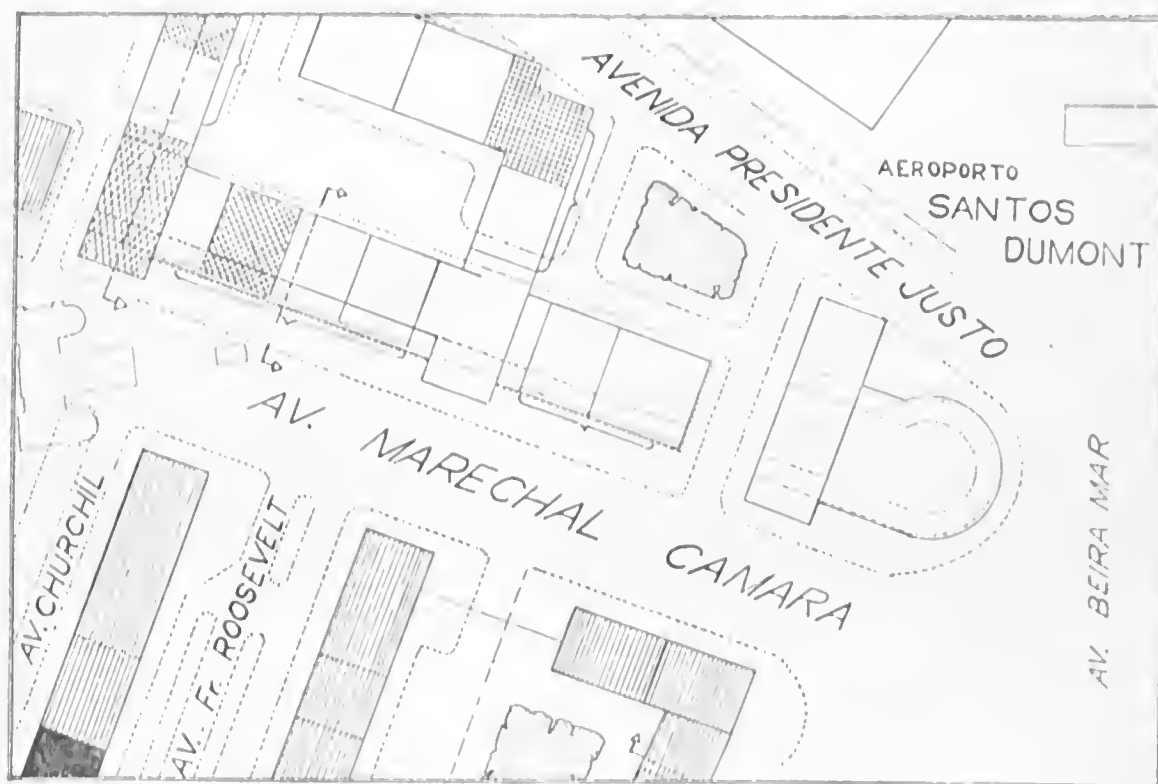 AVENIDA PRESIDENTE JUSTO
AEROPORTO
SANTOS
DUMONT
AV. MARECHAL CAMARA
AV. CHURCHIL
AV. Fr. ROOSEVELT
AV. BEIRA MAR